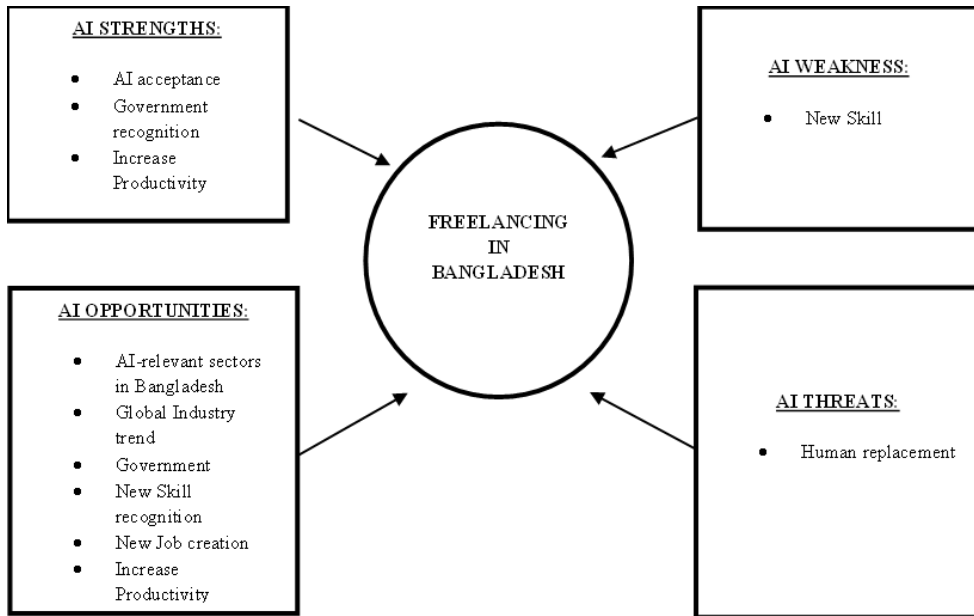 AI STRENGTHS:
AI acceptance
Government
recognition
Increase
Productivity
AI WEAKNESS:
New Skill
FREELANCING
IN
BANGLADESH
AI OPPORTUNITIES:
AI-relevant sectors
in Bangladesh
Global Industry
trend
Government
New Skill
recognition
New Job creation
Increase
Productivity
AI THREATS:
Human replacement